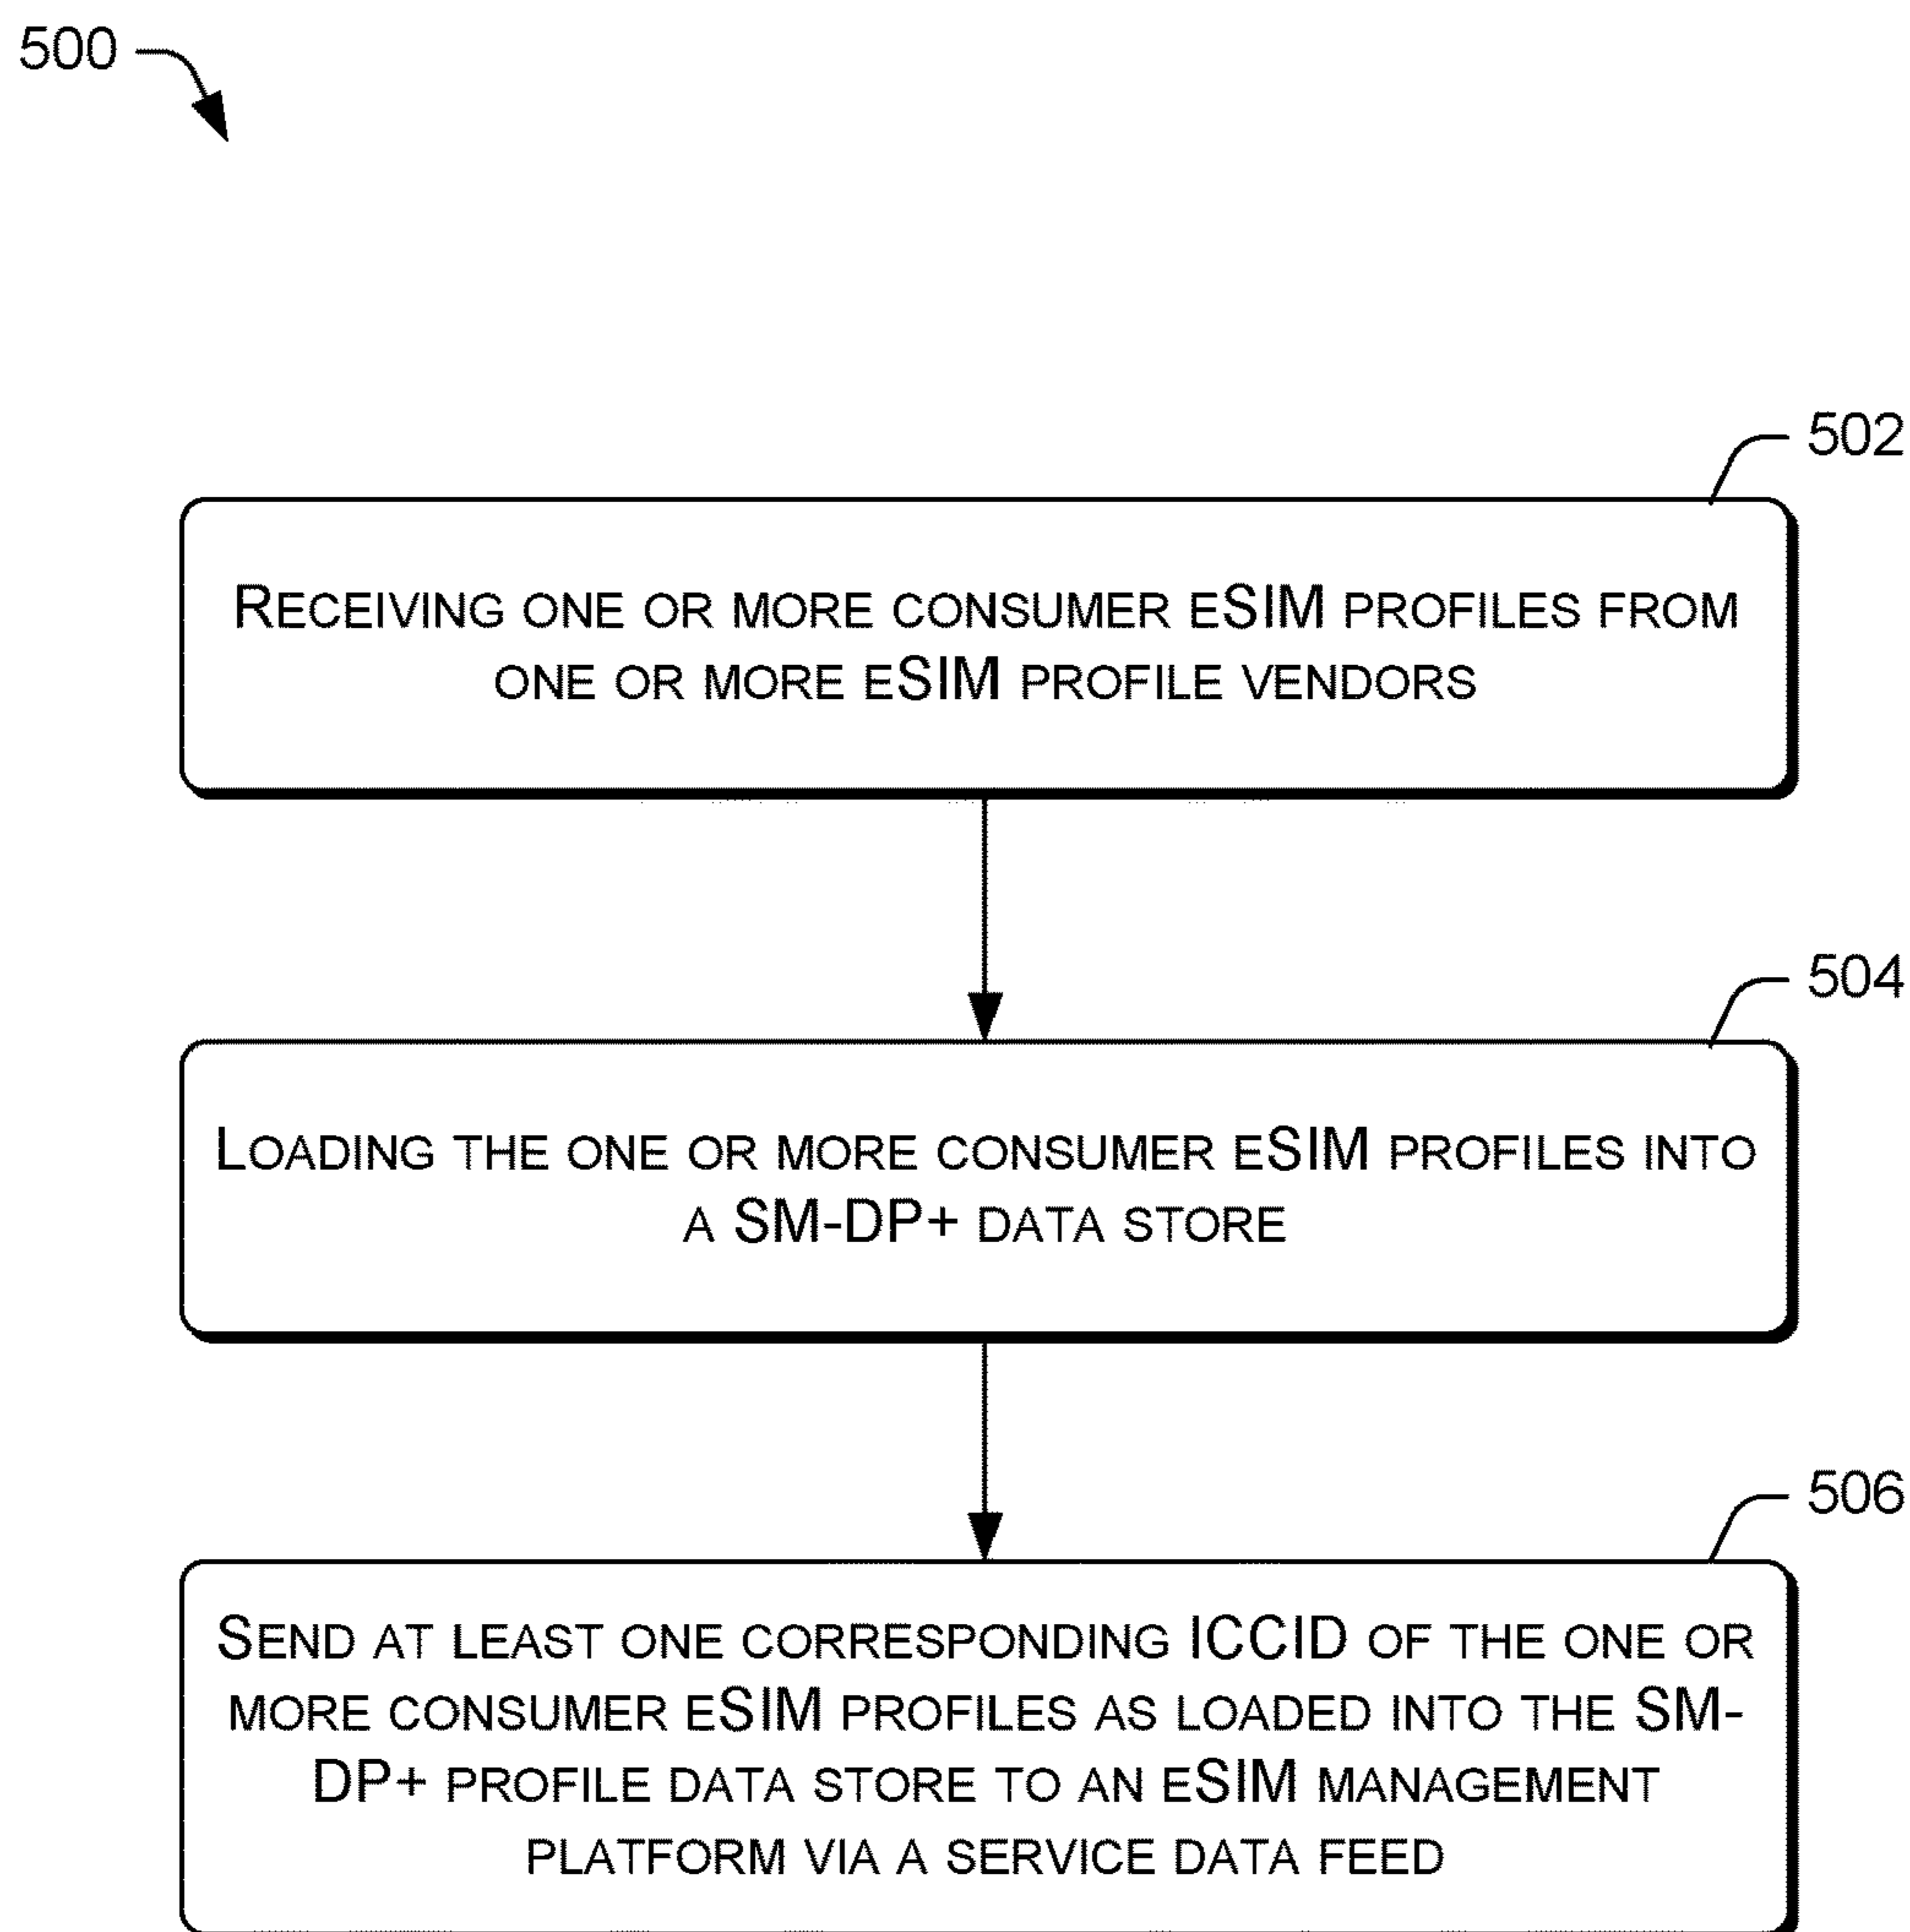 500
502
RECEIVING ONE OR MORE CONSUMER ESIM PROFILES FROM
ONE OR MORE ESIM PROFILE VENDORS
504
LOADING THE ONE OR MORE CONSUMER ESIM PROFILES INTO
A SM-DP+ DATA STORE
506
SEND AT LEAST ONE CORRESPONDING ICCID OF THE ONE OR
MORE CONSUMER ESIM PROFILES AS LOADED INTO THE SM-
DP+ PROFILE DATA STORE TO AN ESIM MANAGEMENT
PLATFORM VIA A SERVICE DATA FEED